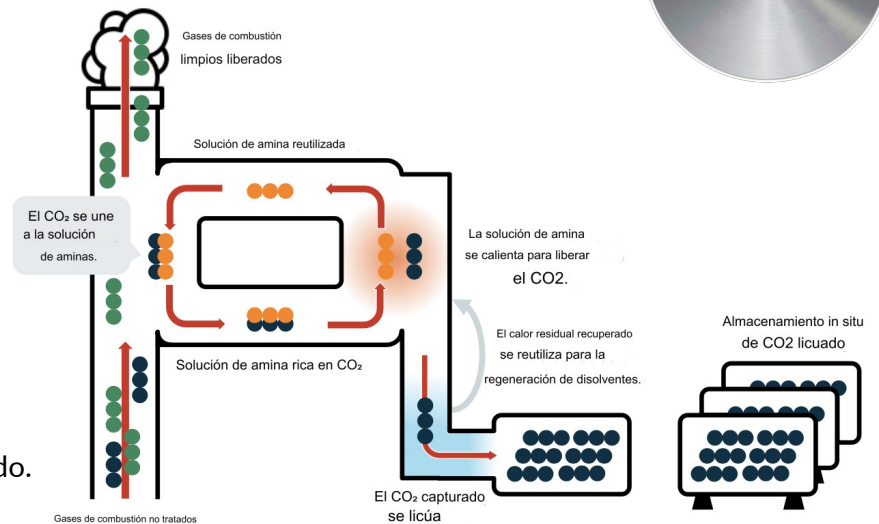 Gases de combustión
limpios liberados
Solución de amina reutilizada
El CO₂ se une
a la solución
de aminas.
La solución de amina
se calienta para liberar
el CO2.
El calor residual recuperado
se reutiliza para la
regeneración de disolventes.
Almacenamiento in situ
de CO2 licuado
Solución de amina rica en CO₂
do.
El CO₂ capturado
se licúa
Gases de combustión no tratados